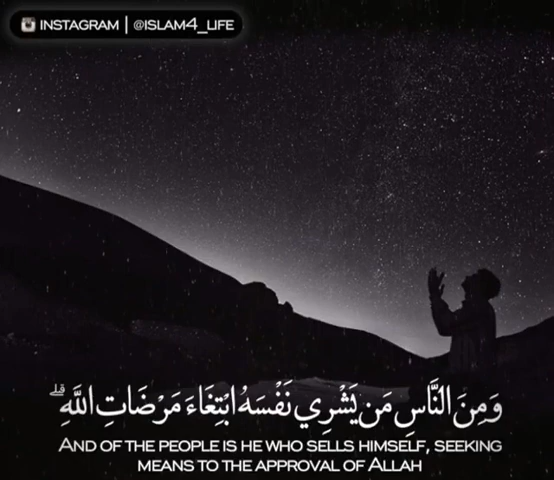 INSTAGRAM | @ISLAM4_LIFE
وَمِنَ النَّاسِ مَن يَشْرِي نَفْسَهُ ابْتِغَاءَ مَرْضَاتِ اللَّهِ ۗ
AND OF THE PEOPLE IS HE WHO SELLS HIMSELF, SEEKING
MEANS TO THE APPROVAL OF ALLAH